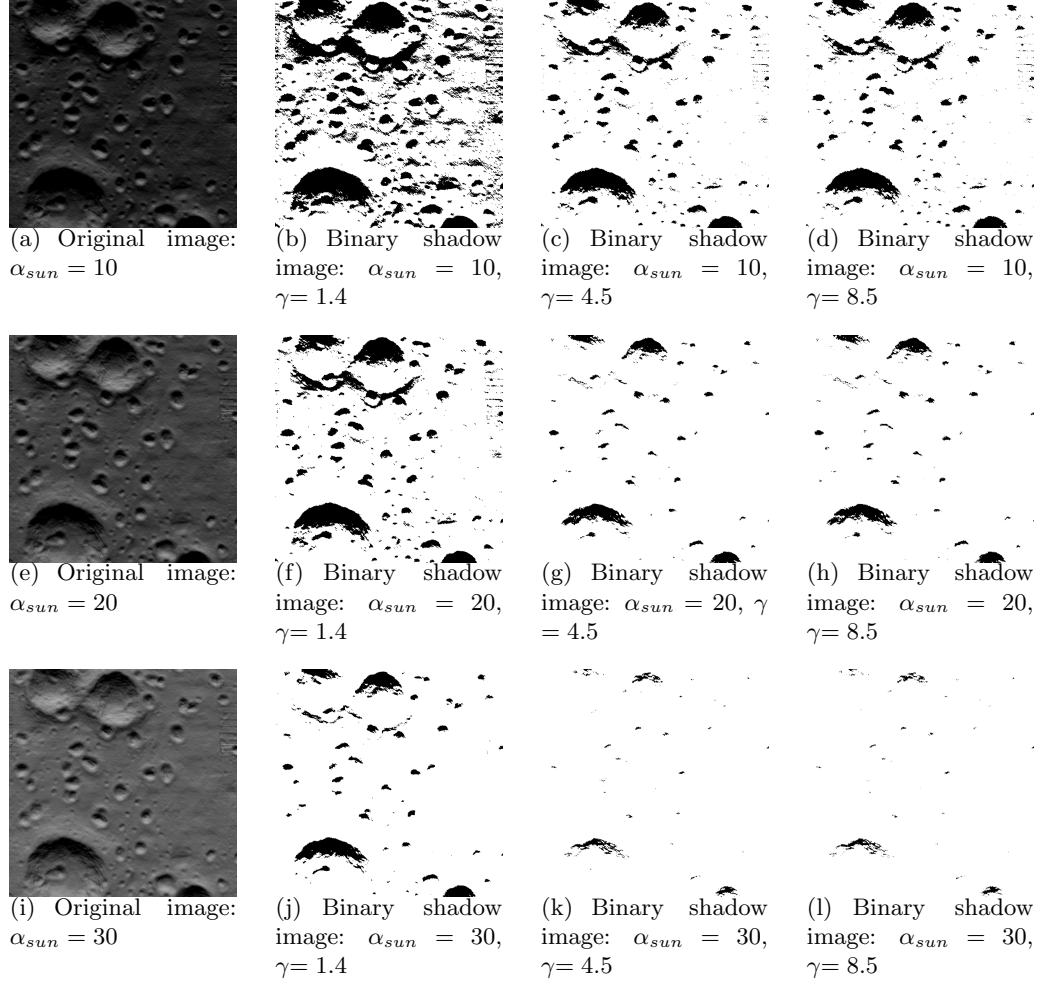 (a) Original image:
α_sun = 10
(b) Binary shadow
image: α_sun = 10,
γ= 1.4
(c) Binary shadow
image: α_sun = 10,
γ= 4.5
(d) Binary shadow
image: α_sun = 10,
γ= 8.5
(e) Original image:
α_sun = 20
(f) Binary shadow
image: α_sun = 20,
γ= 1.4
(g) Binary shadow
image: α_sun = 20, γ
= 4.5
(h) Binary shadow
image: α_sun = 20,
γ= 8.5
(i) Original image:
α_sun = 30
(j) Binary shadow
image: α_sun = 30,
γ= 1.4
(k) Binary shadow
image: α_sun = 30,
γ= 4.5
(l) Binary shadow
image: α_sun = 30,
γ= 8.5